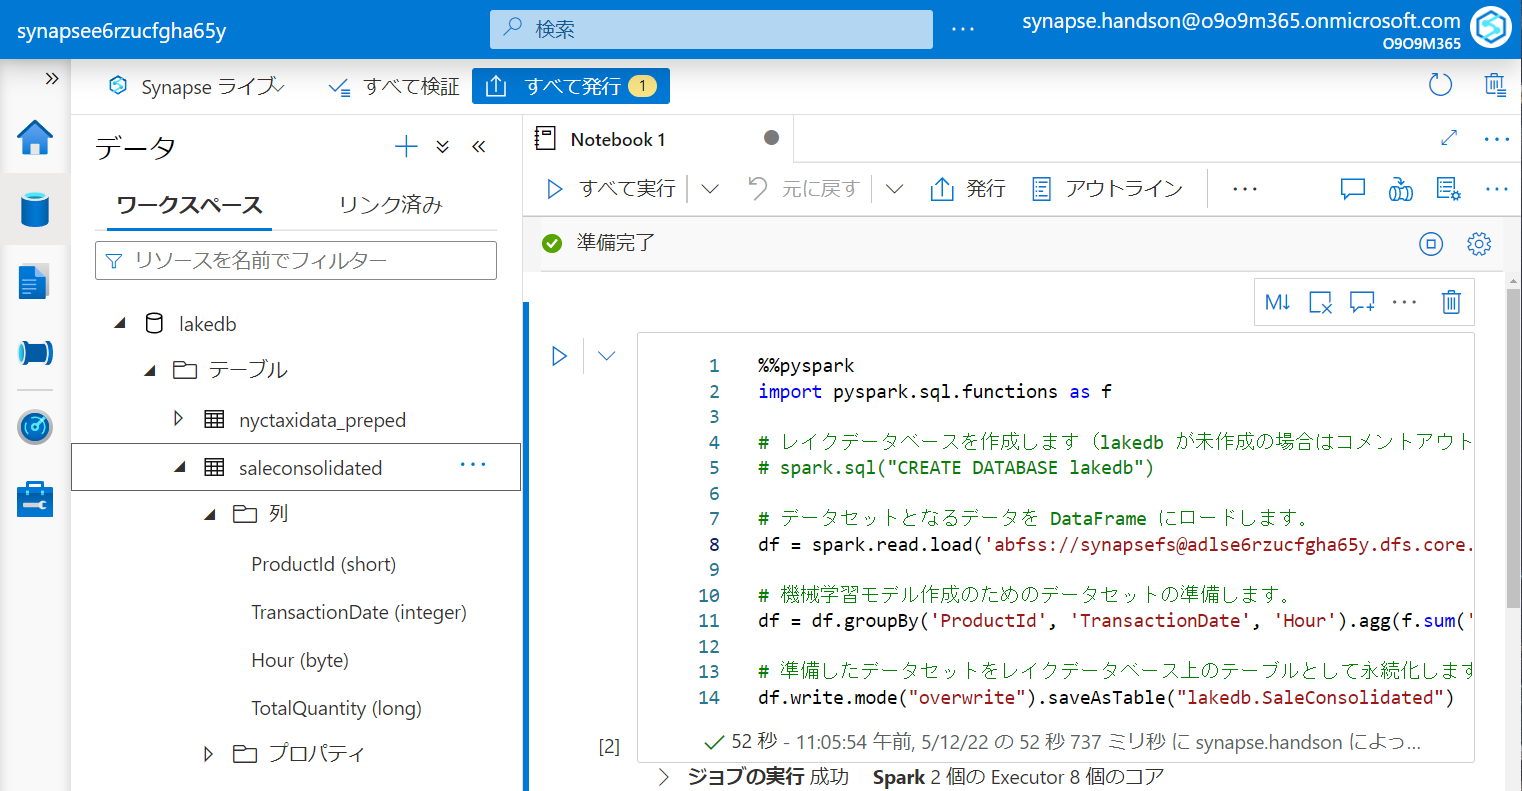 synapsee6rzucfgha65y
検索
synapse.handson@o9o9m365.onmicrosoft.com
O9O9M365
Synapse ライブ
すべて検証
すべて発行 1
データ
ワークスペース
リンク済み
リソースを名前でフィルター
lakedb
テーブル
nyctaxidata_preped
saleconsolidated
列
ProductId (short)
TransactionDate (integer)
Hour (byte)
TotalQuantity (long)
プロパティ
Notebook 1
すべて実行
元に戻す
発行
アウトライン
準備完了
M↓
1 %%pyspark
2 import pyspark.sql.functions as f
3
4 # レイクデータベースを作成します（lakedb が未作成の場合はコメントアウト
5 # spark.sql("CREATE DATABASE lakedb")
6
7 # データセットとなるデータを DataFrame にロードします。
8 df = spark.read.load('abfss://synapsefs@adlse6rzucfgha65y.dfs.core.
9
10 # 機械学習モデル作成のためのデータセットの準備します。
11 df = df.groupBy('ProductId', 'TransactionDate', 'Hour').agg(f.sum('
12
13 # 準備したデータセットをレイクデータベース上のテーブルとして永続化します
14 df.write.mode("overwrite").saveAsTable("lakedb.SaleConsolidated")
[2]
52 秒 - 11:05:54 午前, 5/12/22 の 52 秒 737 ミリ秒 に synapse.handson によっ...
ジョブの実行 成功 Spark 2 個の Executor 8 個のコア